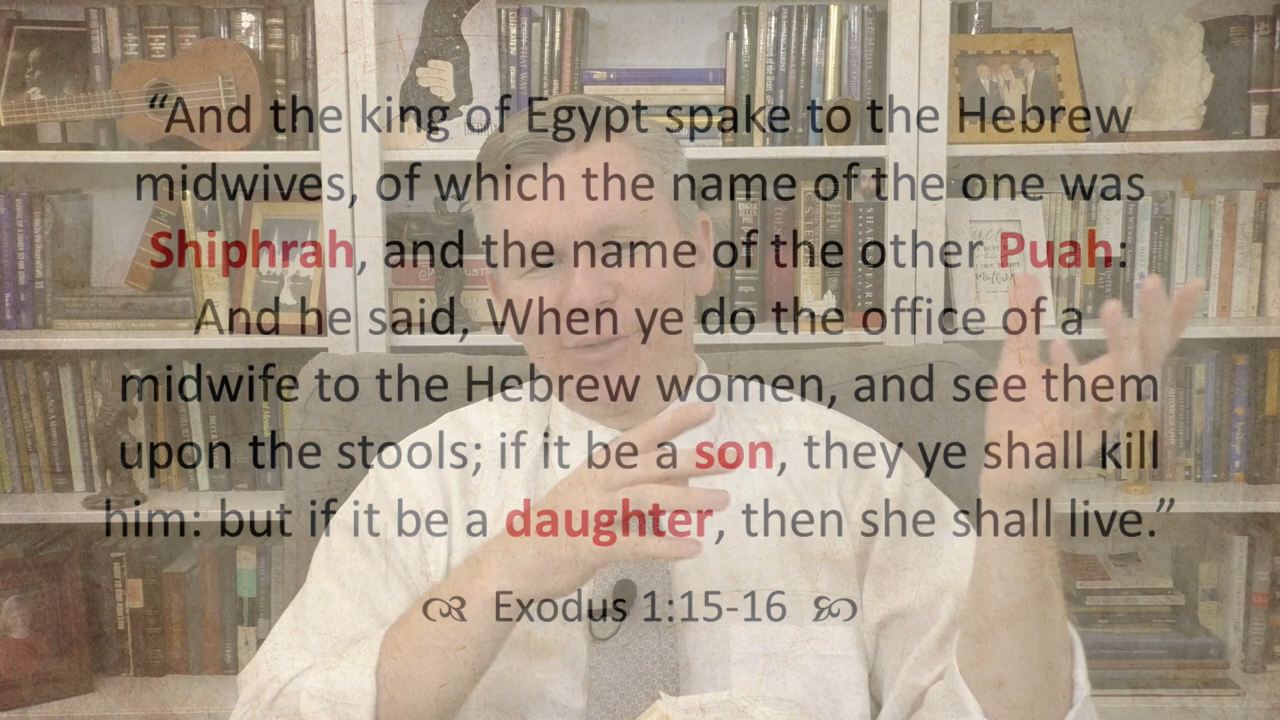 “And the king of Egypt spake to the Hebrew
midwives, of which the name of the one was
Shiphrah, and the name of the other Puah:
And he said, When ye do the office of a
midwife to the Hebrew women, and see them
upon the stools; if it be a son, they ye shall kill
him: but if it be a daughter, then she shall live.”
Exodus 1:15-16